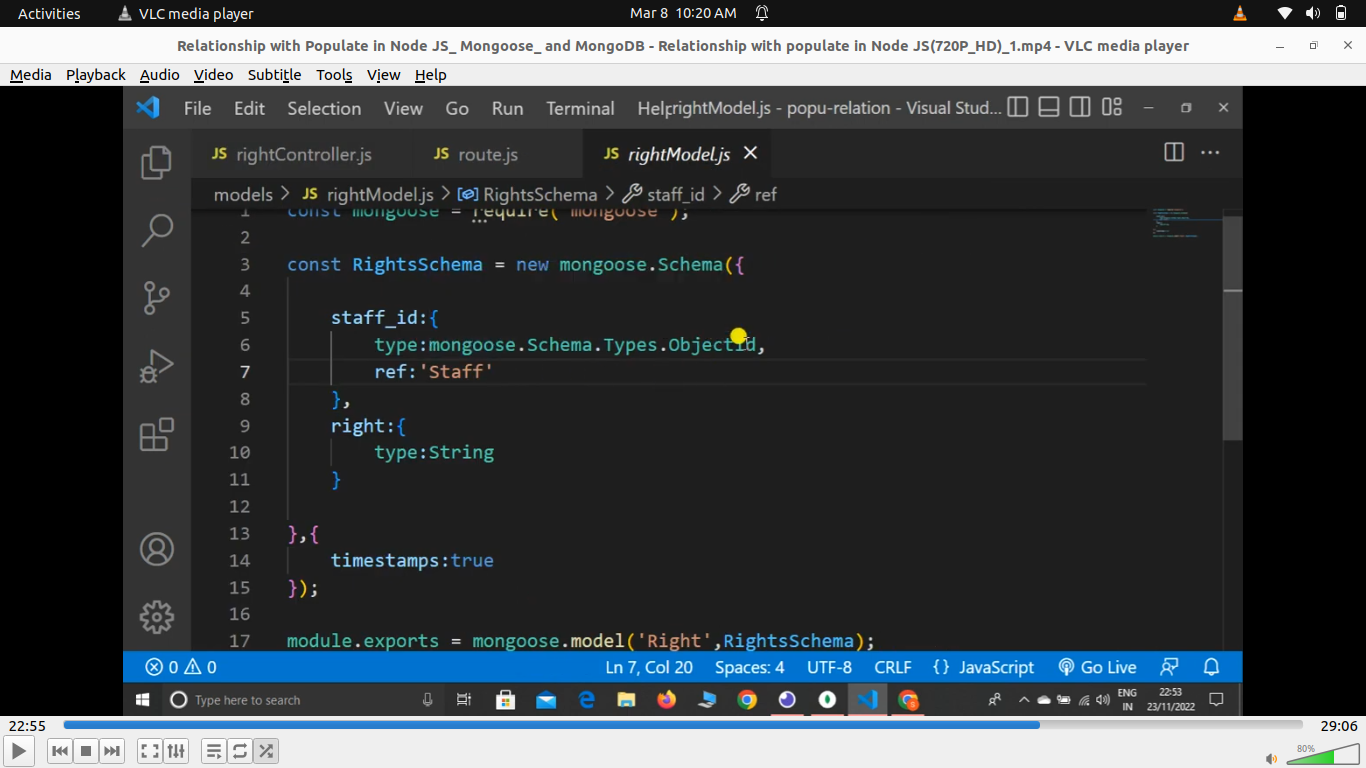 Activities VLC media player Mar 8 10:20 AM
Relationship with Populate in Node JS_ Mongoose_ and MongoDB - Relationship with populate in Node JS(720P_HD)_1.mp4 - VLC media player
Media Playback Audio Video Subtitle Tools View Help
File Edit Selection View Go Run Terminal Help rightModel.js - popu-relation - Visual Stud...
JS rightController.js JS route.js JS rightModel.js
models > JS rightModel.js > RightsSchema > staff_id > ref
1 const mongoose = require('mongoose');
2
3 const RightsSchema = new mongoose.Schema({
4
5 staff_id:{
6 type:mongoose.Schema.Types.ObjectId,
7 ref:'Staff'
8 },
9 right:{
10 type:String
11 }
12
13 },{
14 timestamps:true
15 });
16
17 module.exports = mongoose.model('Right',RightsSchema);
0 0 Ln 7, Col 20 Spaces: 4 UTF-8 CRLF {} JavaScript Go Live
Type here to search ENG IN 22:53 23/11/2022
22:55 29:06
80%